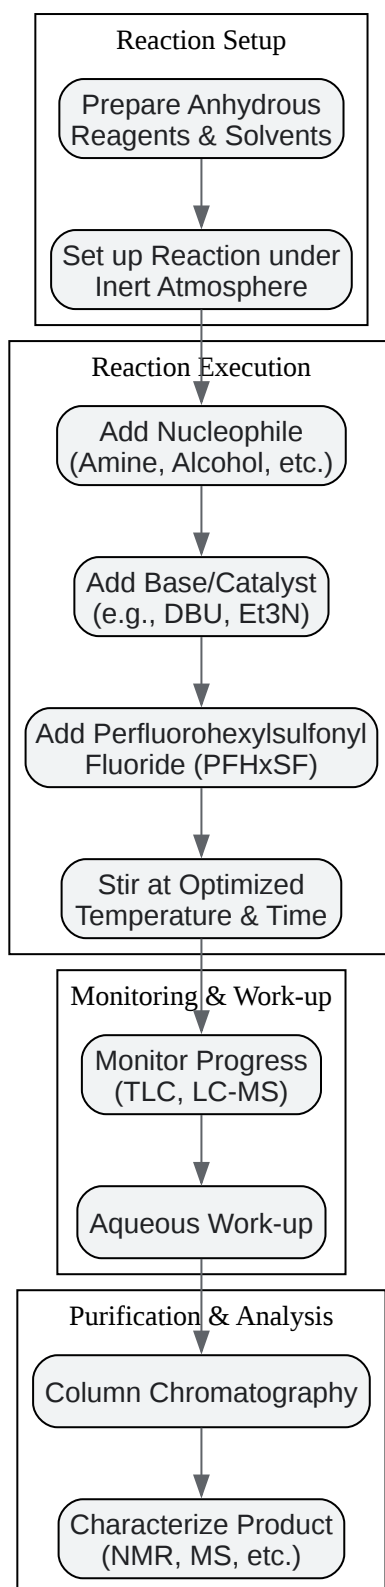 Reaction Setup
Prepare Anhydrous
Reagents & Solvents
Set up Reaction under
Inert Atmosphere
Reaction Execution
Add Nucleophile
(Amine, Alcohol, etc.)
Add Base/Catalyst
(e.g., DBU, Et3N)
Add Perfluorohexylsulfonyl
Fluoride (PFHxSF)
Stir at Optimized
Temperature & Time
Monitoring & Work-up
Monitor Progress
(TLC, LC-MS)
Aqueous Work-up
Purification & Analysis
Column Chromatography
Characterize Product
(NMR, MS, etc.)